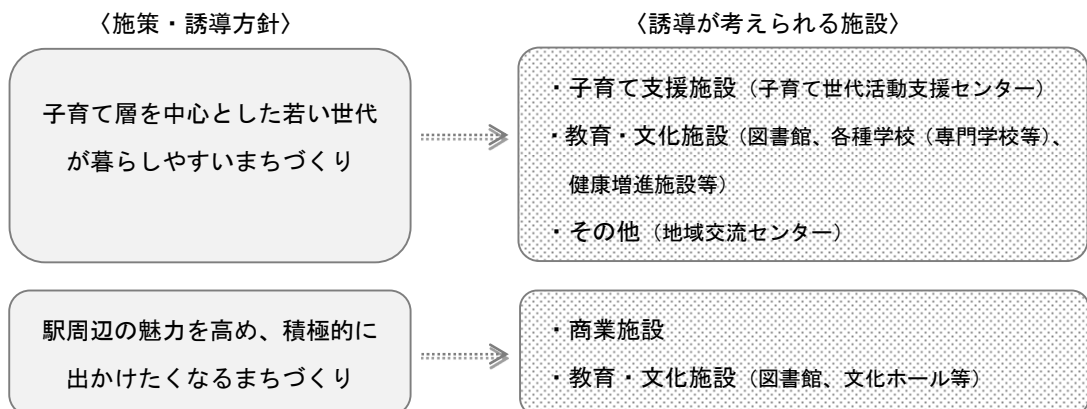 〈施策・誘導方針〉
〈誘導が考えられる施設〉
子育て層を中心とした若い世代
が暮らしやすいまちづくり
・子育て支援施設（子育て世代活動支援センター）
・教育・文化施設（図書館、各種学校（専門学校等）、
健康増進施設等）
・その他（地域交流センター）
駅周辺の魅力を高め、積極的に
出かけたくなるまちづくり
・商業施設
・教育・文化施設（図書館、文化ホール等）